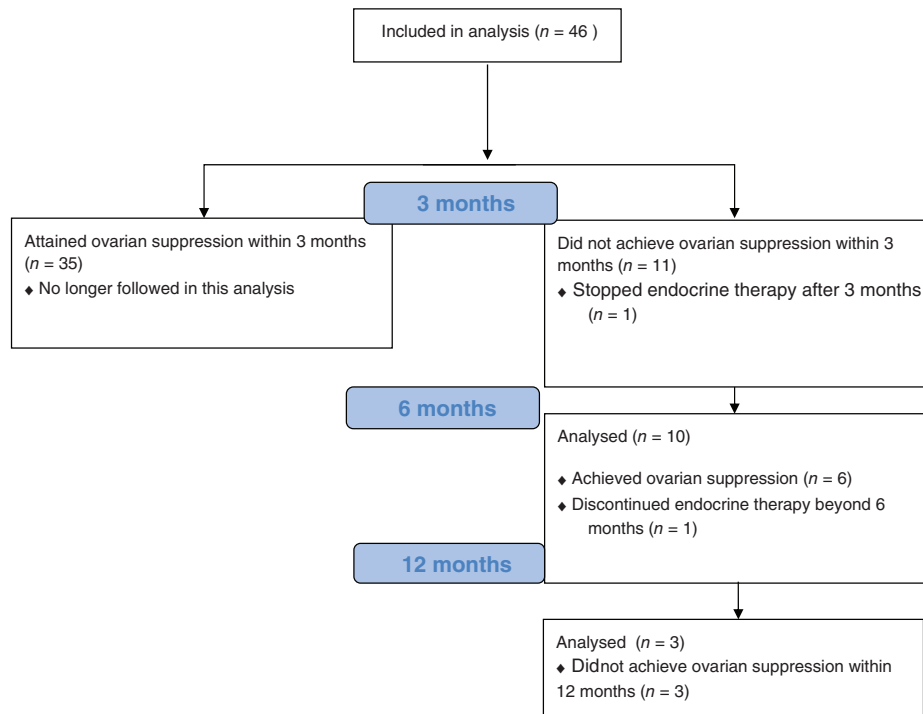 Included in analysis (n = 46 )
3 months
Attained ovarian suppression within 3 months
(n = 35)
♦ No longer followed in this analysis
Did not achieve ovarian suppression within 3
months (n = 11)
♦ Stopped endocrine therapy after 3 months
(n = 1)
6 months
Analysed (n = 10)
♦ Achieved ovarian suppression (n = 6)
♦ Discontinued endocrine therapy beyond 6
months (n = 1)
12 months
Analysed (n = 3)
♦ Didnot achieve ovarian suppression within
12 months (n = 3)